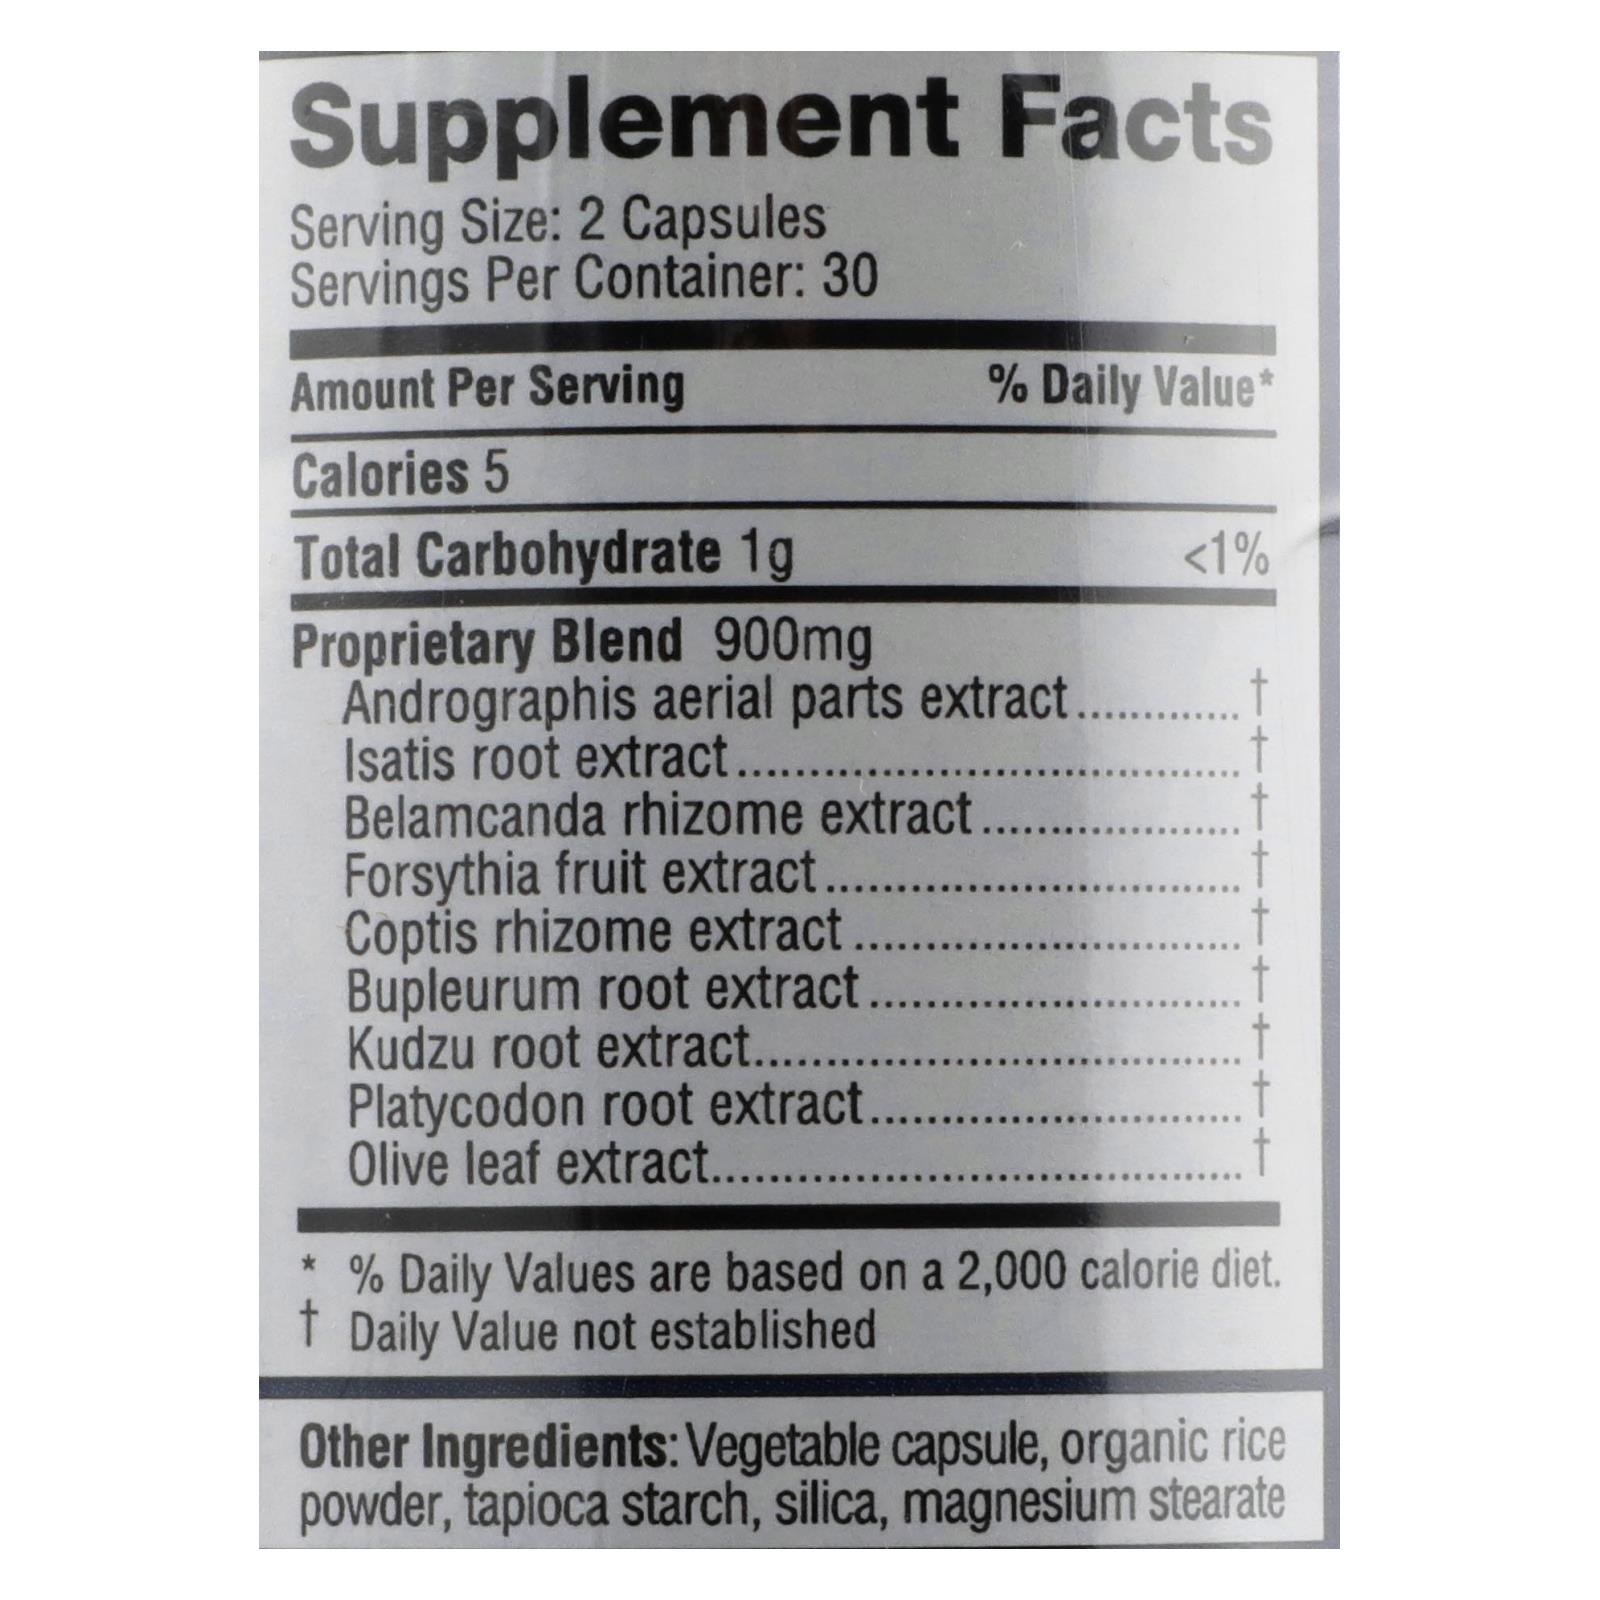 Supplement Facts
Serving Size: 2 Capsules
Servings Per Container: 30
Amount Per Serving % Daily Value*
Calories 5
Total Carbohydrate 1g <1%
Proprietary Blend 900mg
Andrographis aerial parts extract.............†
Isatis root extract...................................†
Belamcanda rhizome extract.....................†
Forsythia fruit extract.............................†
Coptis rhizome extract...........................†
Bupleurum root extract..........................†
Kudzu root extract..................................†
Platycodon root extract..........................†
Olive leaf extract.....................................†
* % Daily Values are based on a 2,000 calorie diet.
† Daily Value not established
Other Ingredients: Vegetable capsule, organic rice
powder, tapioca starch, silica, magnesium stearate